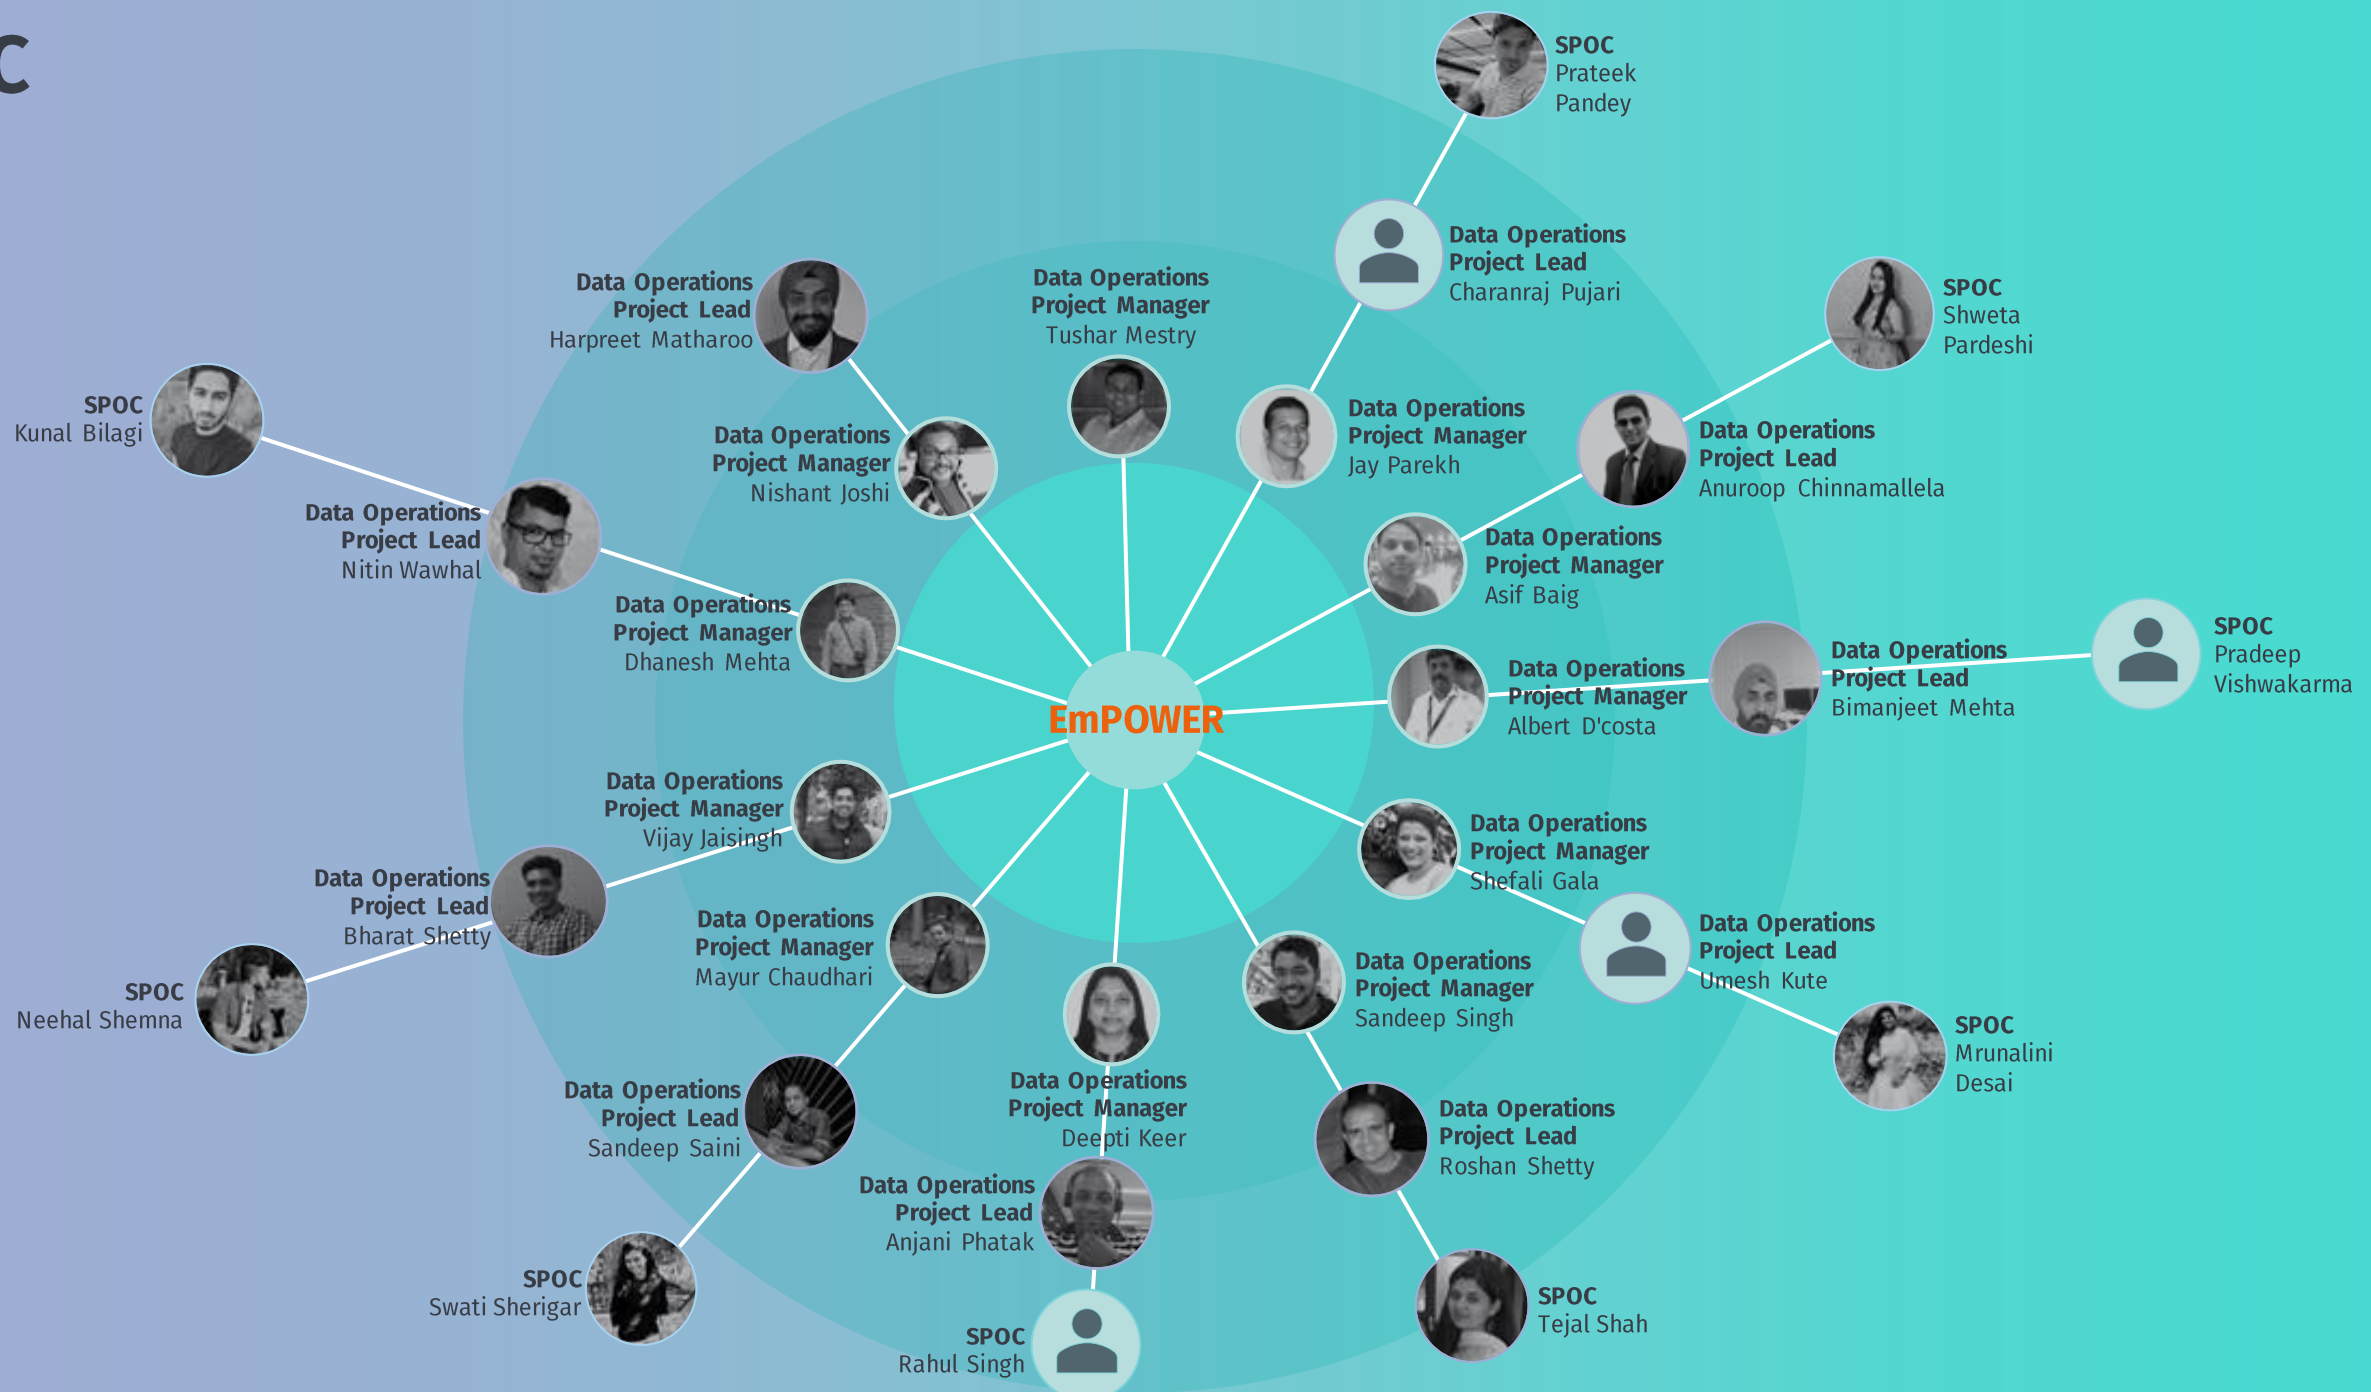 C
SPOC
Prateek
Pandey
Data Operations
Project Lead
Charanraj Pujari
Data Operations
Project Lead
Harpreet Matharoo
Data Operations
Project Manager
Tushar Mestry
SPOC
Shweta
Pardeshi
SPOC
Kunal Bilagi
Data Operations
Project Manager
Nishant Joshi
Data Operations
Project Manager
Jay Parekh
Data Operations
Project Lead
Anuroop Chinnamallela
Data Operations
Project Lead
Nitin Wawhal
Data Operations
Project Manager
Asif Baig
Data Operations
Project Manager
Dhanesh Mehta
Data Operations
Project Manager
Albert D'costa
Data Operations
Project Lead
Bimanjeet Mehta
SPOC
Pradeep
Vishwakarma
EmPOWER
Data Operations
Project Manager
Vijay Jaisingh
Data Operations
Project Manager
Shefali Gala
Data Operations
Project Lead
Bharat Shetty
Data Operations
Project Manager
Mayur Chaudhari
Data Operations
Project Manager
Sandeep Singh
Data Operations
Project Lead
Umesh Kute
SPOC
Neehal Shemna
SPOC
Mrunalini
Desai
Data Operations
Project Lead
Sandeep Saini
Data Operations
Project Manager
Deepti Keer
Data Operations
Project Lead
Roshan Shetty
Data Operations
Project Lead
Anjani Phatak
SPOC
Swati Sherigar
SPOC
Rahul Singh
SPOC
Tejal Shah